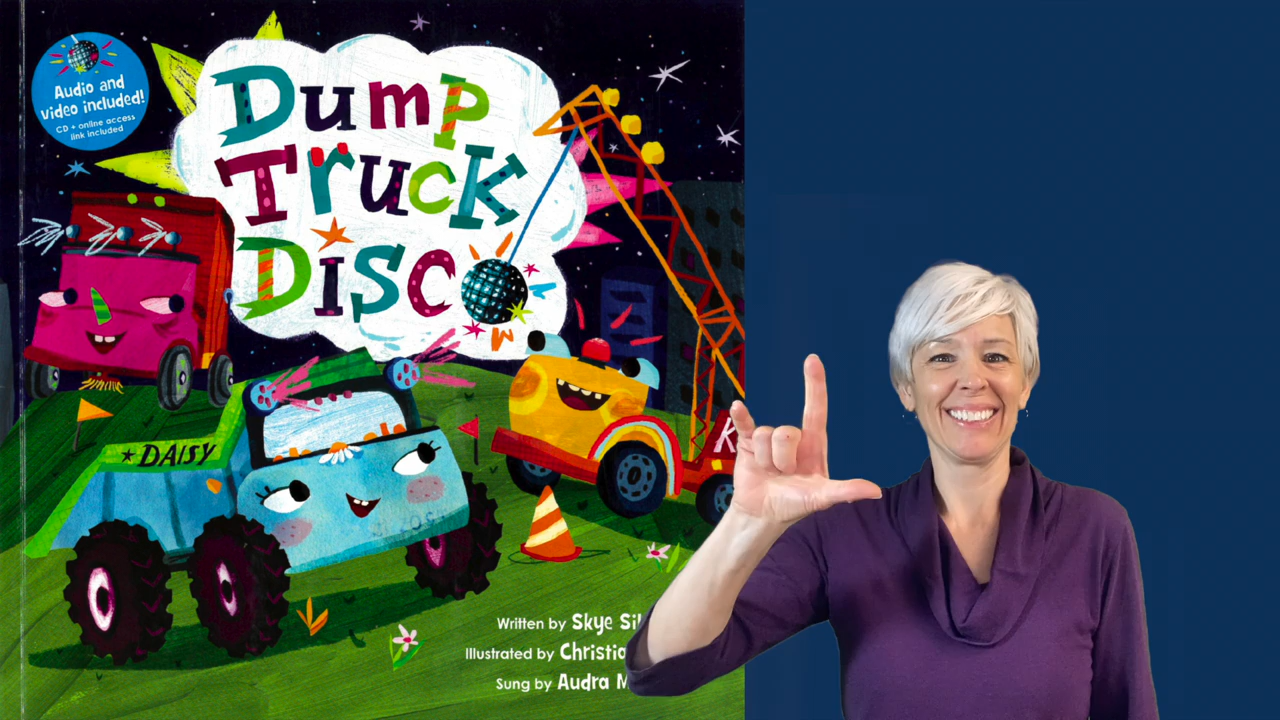 Audio and
video included!
CD + online access
link included
Dump
Truck
Disco
DAISY
K
Written by Skye
Illustrated by
Sung by Audra